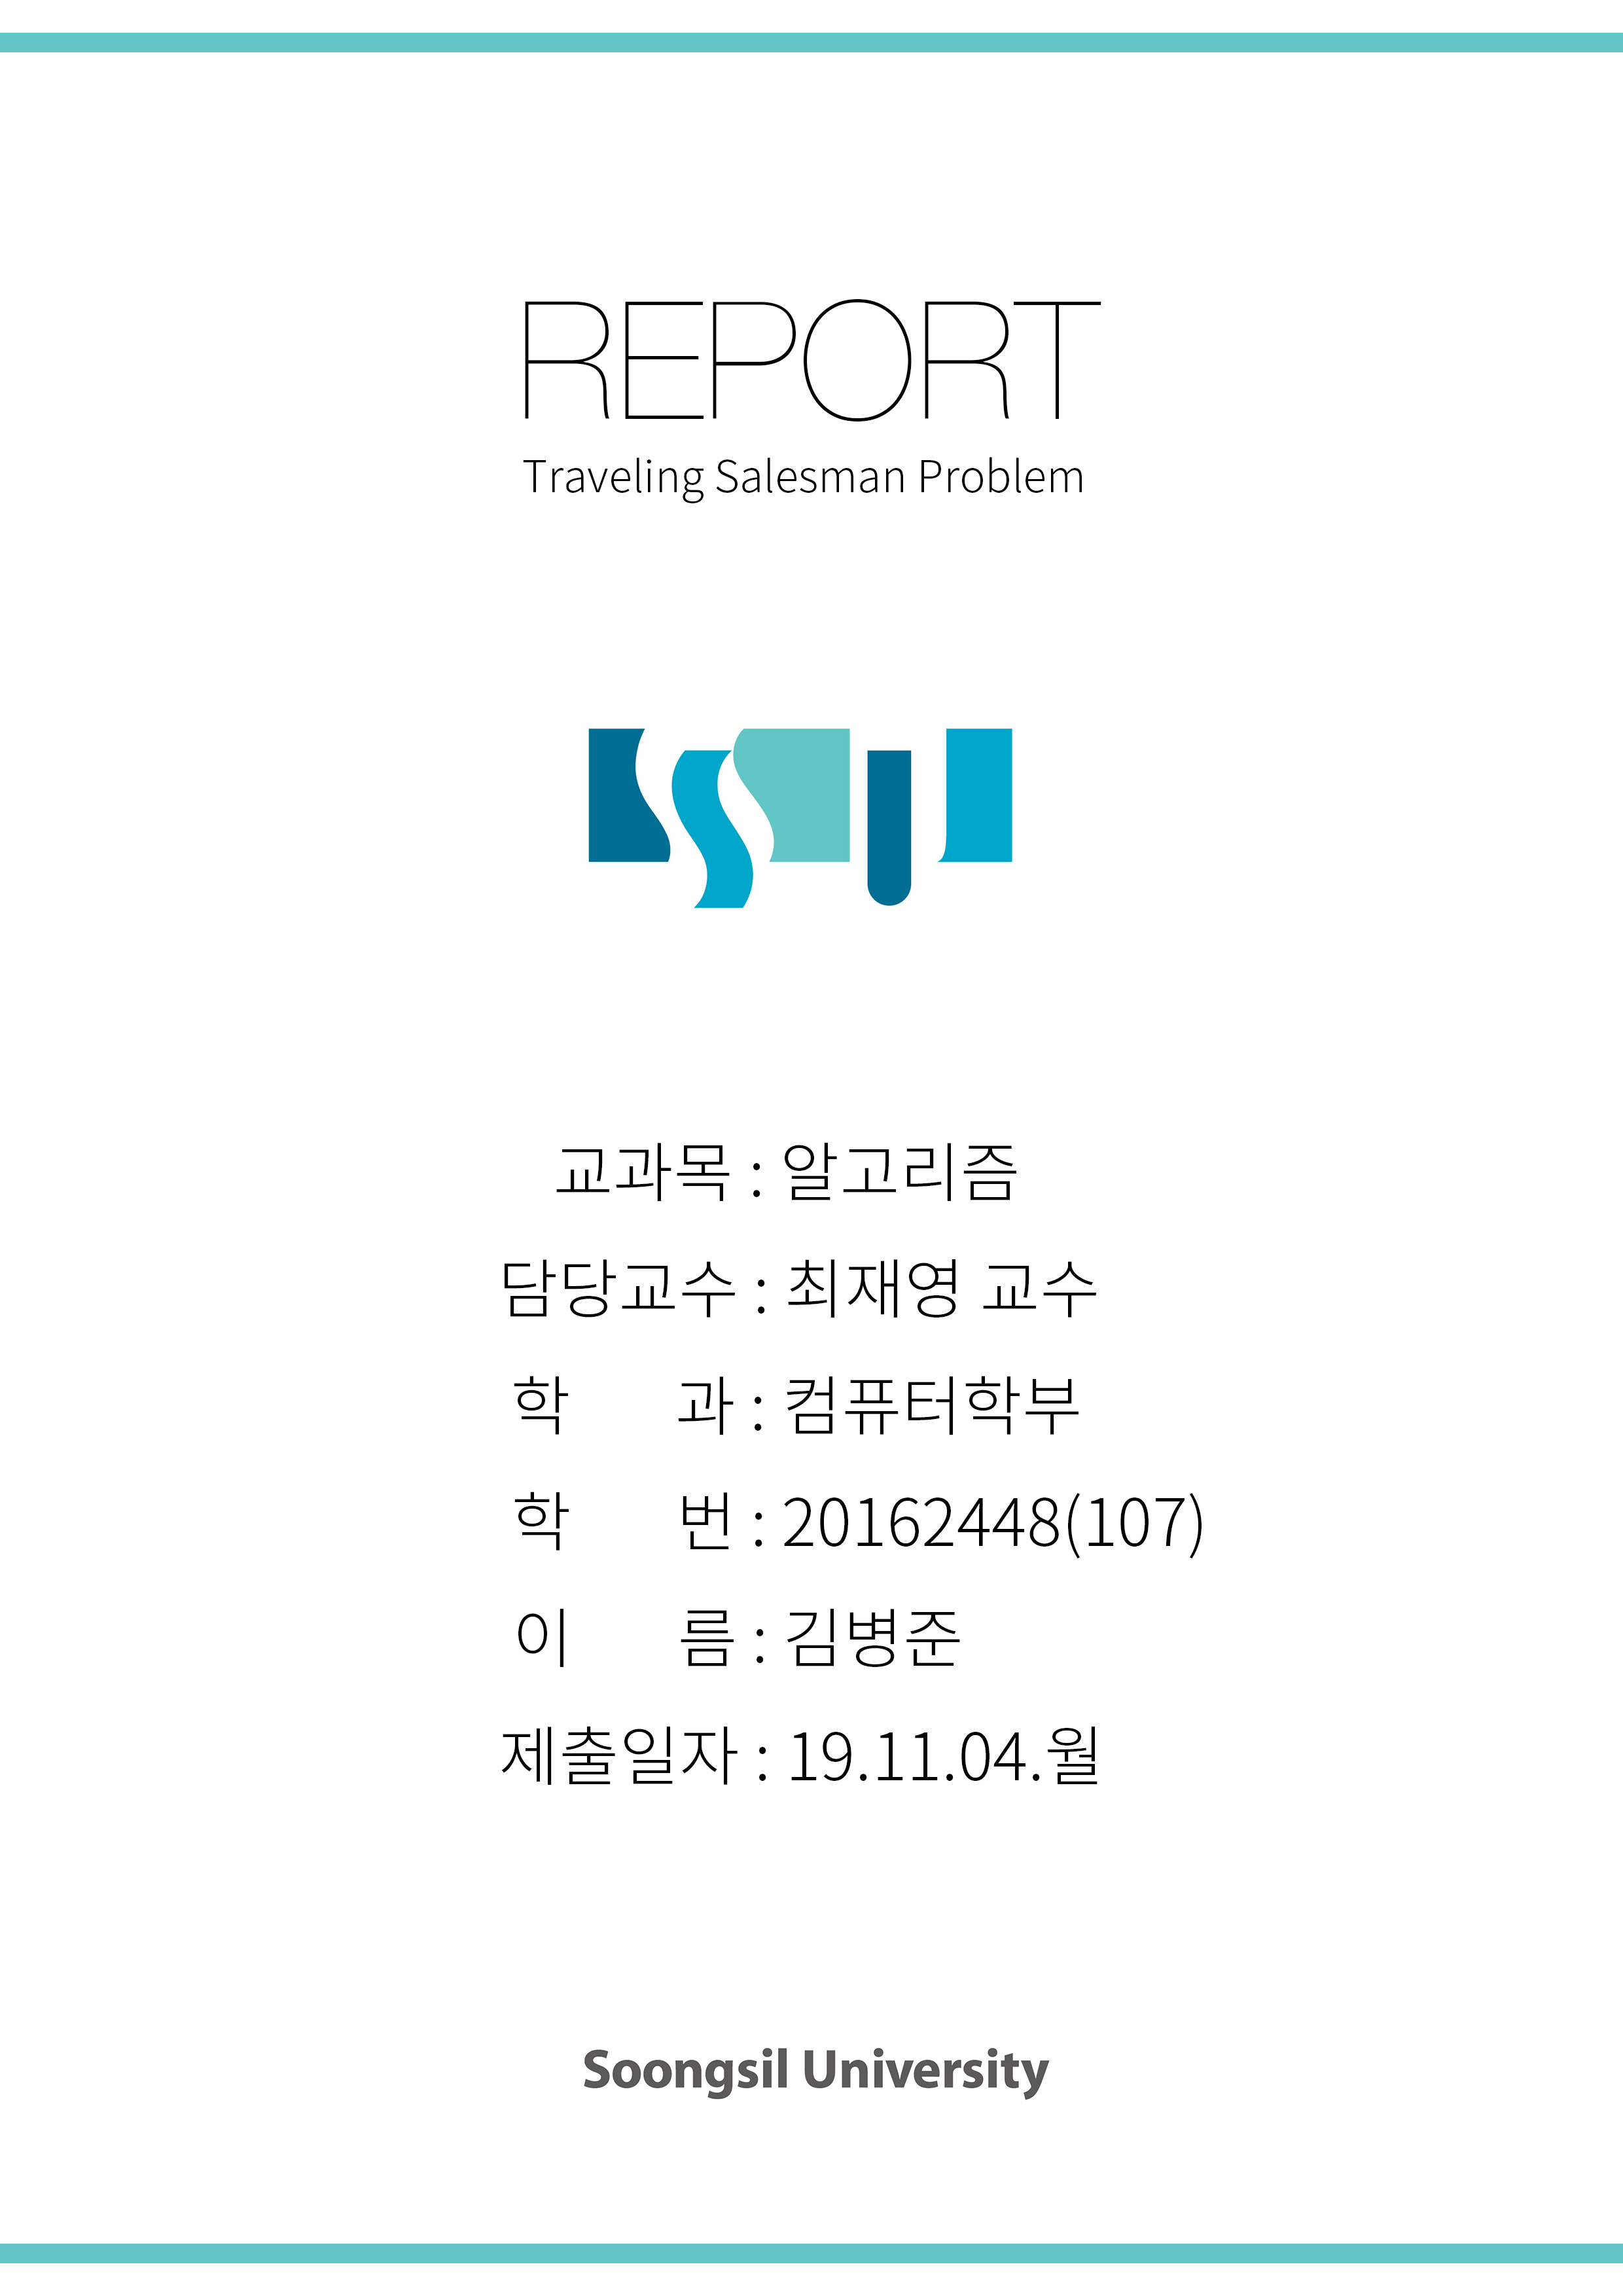 REPORT
Traveling Salesman Problem
교과목 : 알고리즘
담당교수 : 최재영 교수
학 과 : 컴퓨터학부
학 번 : 20162448(107)
이 름 : 김병준
제출일자 : 19.11.04.월
Soongsil University